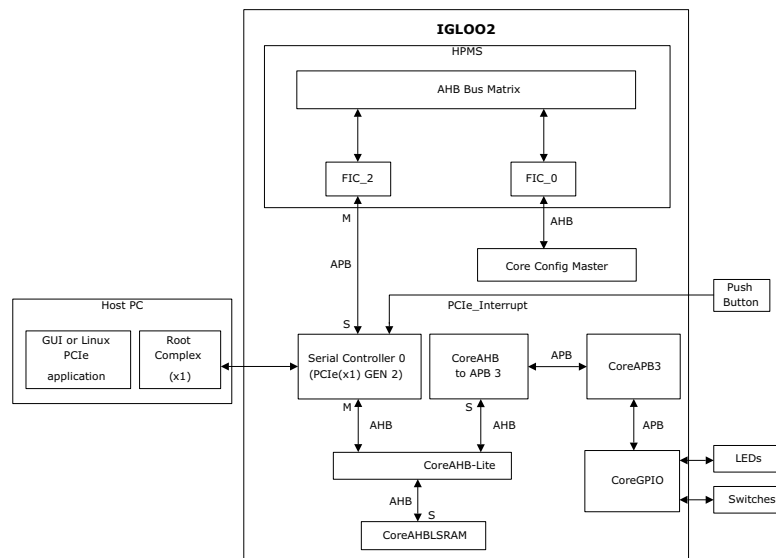 IGLOO2
HPMS
AHB Bus Matrix
FIC_2
FIC_0
M
AHB
APB
Core Config Master
Push
Button
PCIe_Interrupt
Host PC
S
GUI or Linux
PCIe
application
Root
Complex
(x1)
Serial Controller 0
(PCIe(x1) GEN 2)
CoreAHB
to APB 3
APB
CoreAPB3
M
S
AHB
AHB
APB
CoreAHB-Lite
LEDs
CoreGPIO
AHB
S
Switches
CoreAHBLSRAM